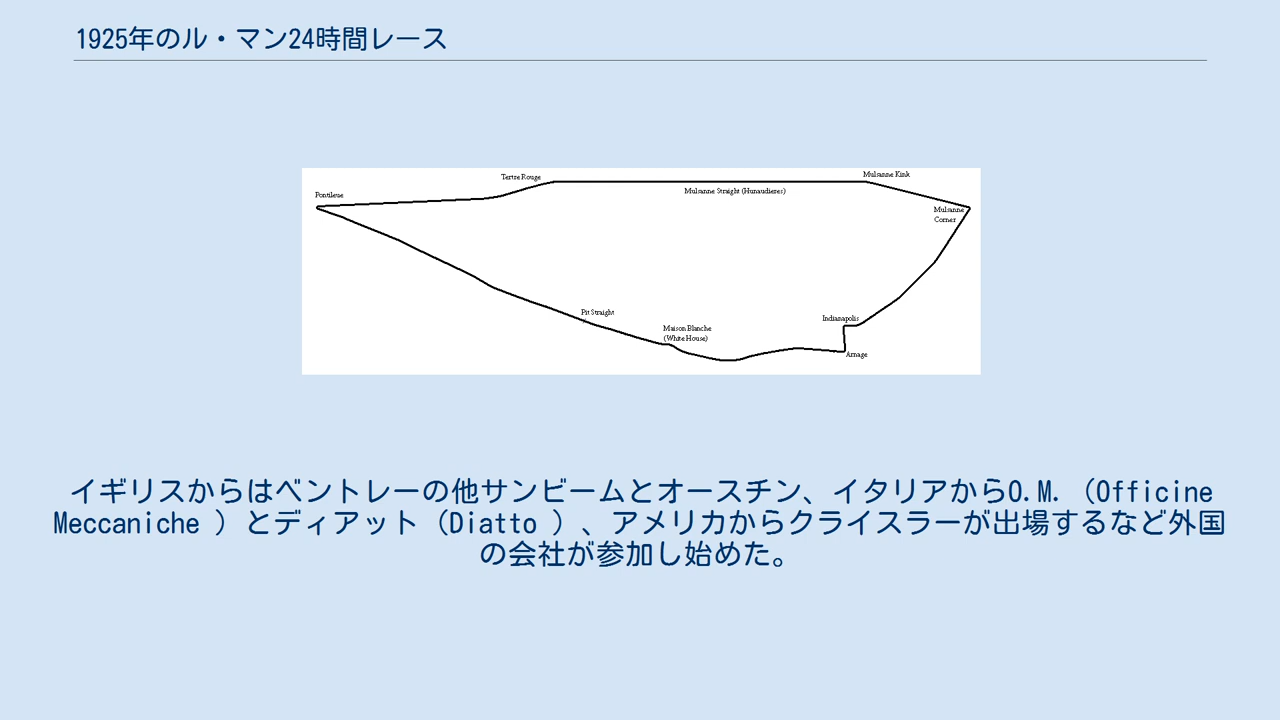 1925年のル・マン24時間レース
Tertre Rouge
Mulsanne Kink
Mulsanne Straight (Hunaudieres)
Pontlieue
Mulsanne
Corner
Pit Straight
Indianapolis
Maison Blanche
(White House)
Arnage
イギリスからはベントレーの他サンビームとオースチン、イタリアからO.M.（Officine
Meccaniche ）とディアット（Diatto ）、アメリカからクライスラーが出場するなど外国
の会社が参加し始めた。